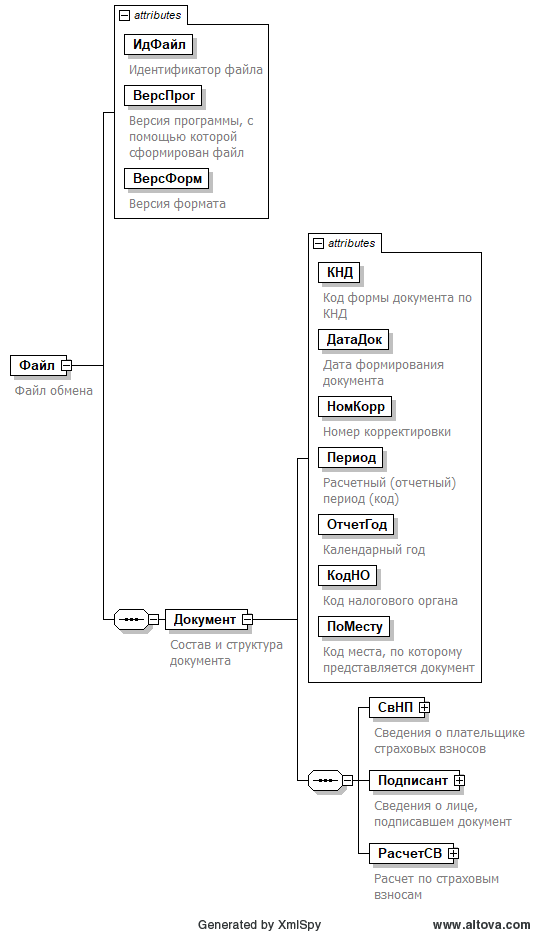 attributes
ИдФайл
Идентификатор файла
ВерсПрог
Версия программы, с
помощью которой
сформирован файл
ВерсФорм
Версия формата
attributes
КНД
Код формы документа по
КНД
ДатаДок
Дата формирования
документа
НомКорр
Номер корректировки
Период
Расчетный (отчетный)
период (код)
ОтчетГод
Календарный год
КодНО
Код налогового органа
ПоМесту
Код места, по которому
представляется документ
Файл
Файл обмена
Документ
Состав и структура
документа
СвНП
Сведения о плательщике
страховых взносов
Подписант
Сведения о лице,
подписавшем документ
РасчетСВ
Расчет по страховым
взносам
Generated by XmlSpy
www.altova.com